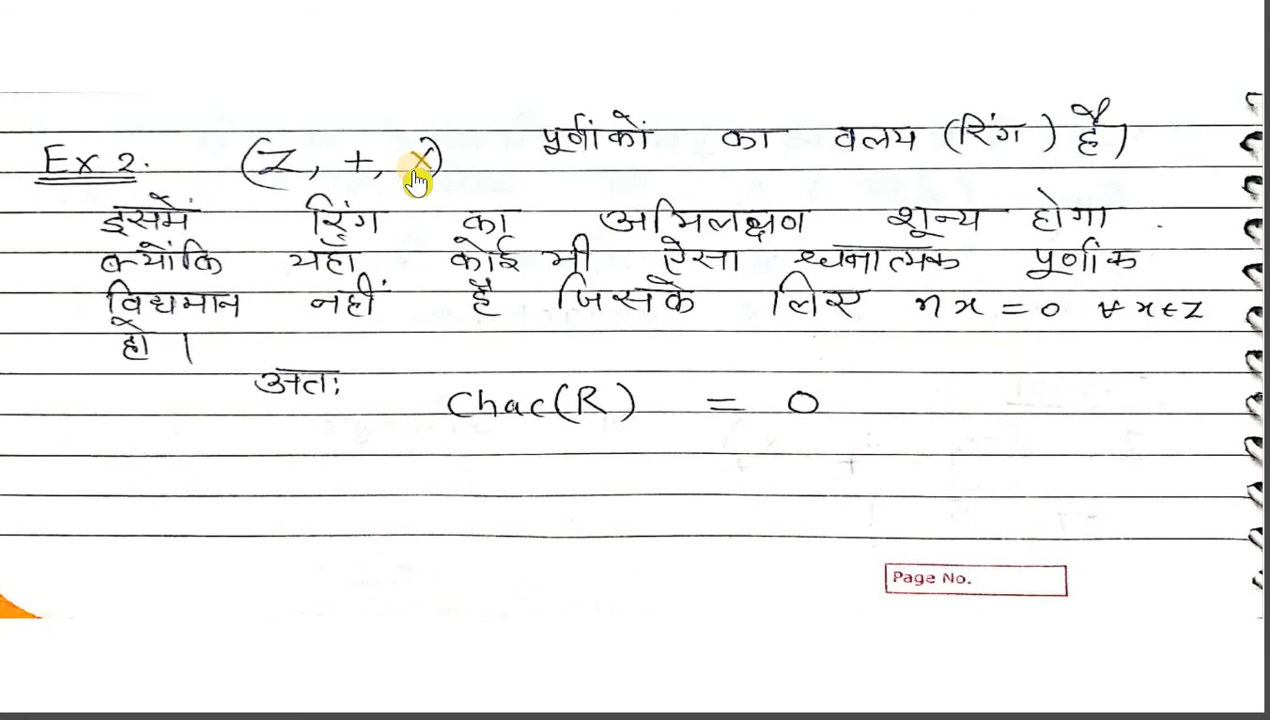 Ex 2. (Z, +, ×) पूर्णांकों का वलय (रिंग) है।
इसमें रिंग का अभिलक्षण शून्य होगा
क्योंकि यहाँ कोई भी ऐसा धनात्मक पूर्णांक
विद्यमान नहीं है जिसके लिए nx = 0 ∀ x ∈ Z
हो।
अतः
Chac(R) = 0
Page No.